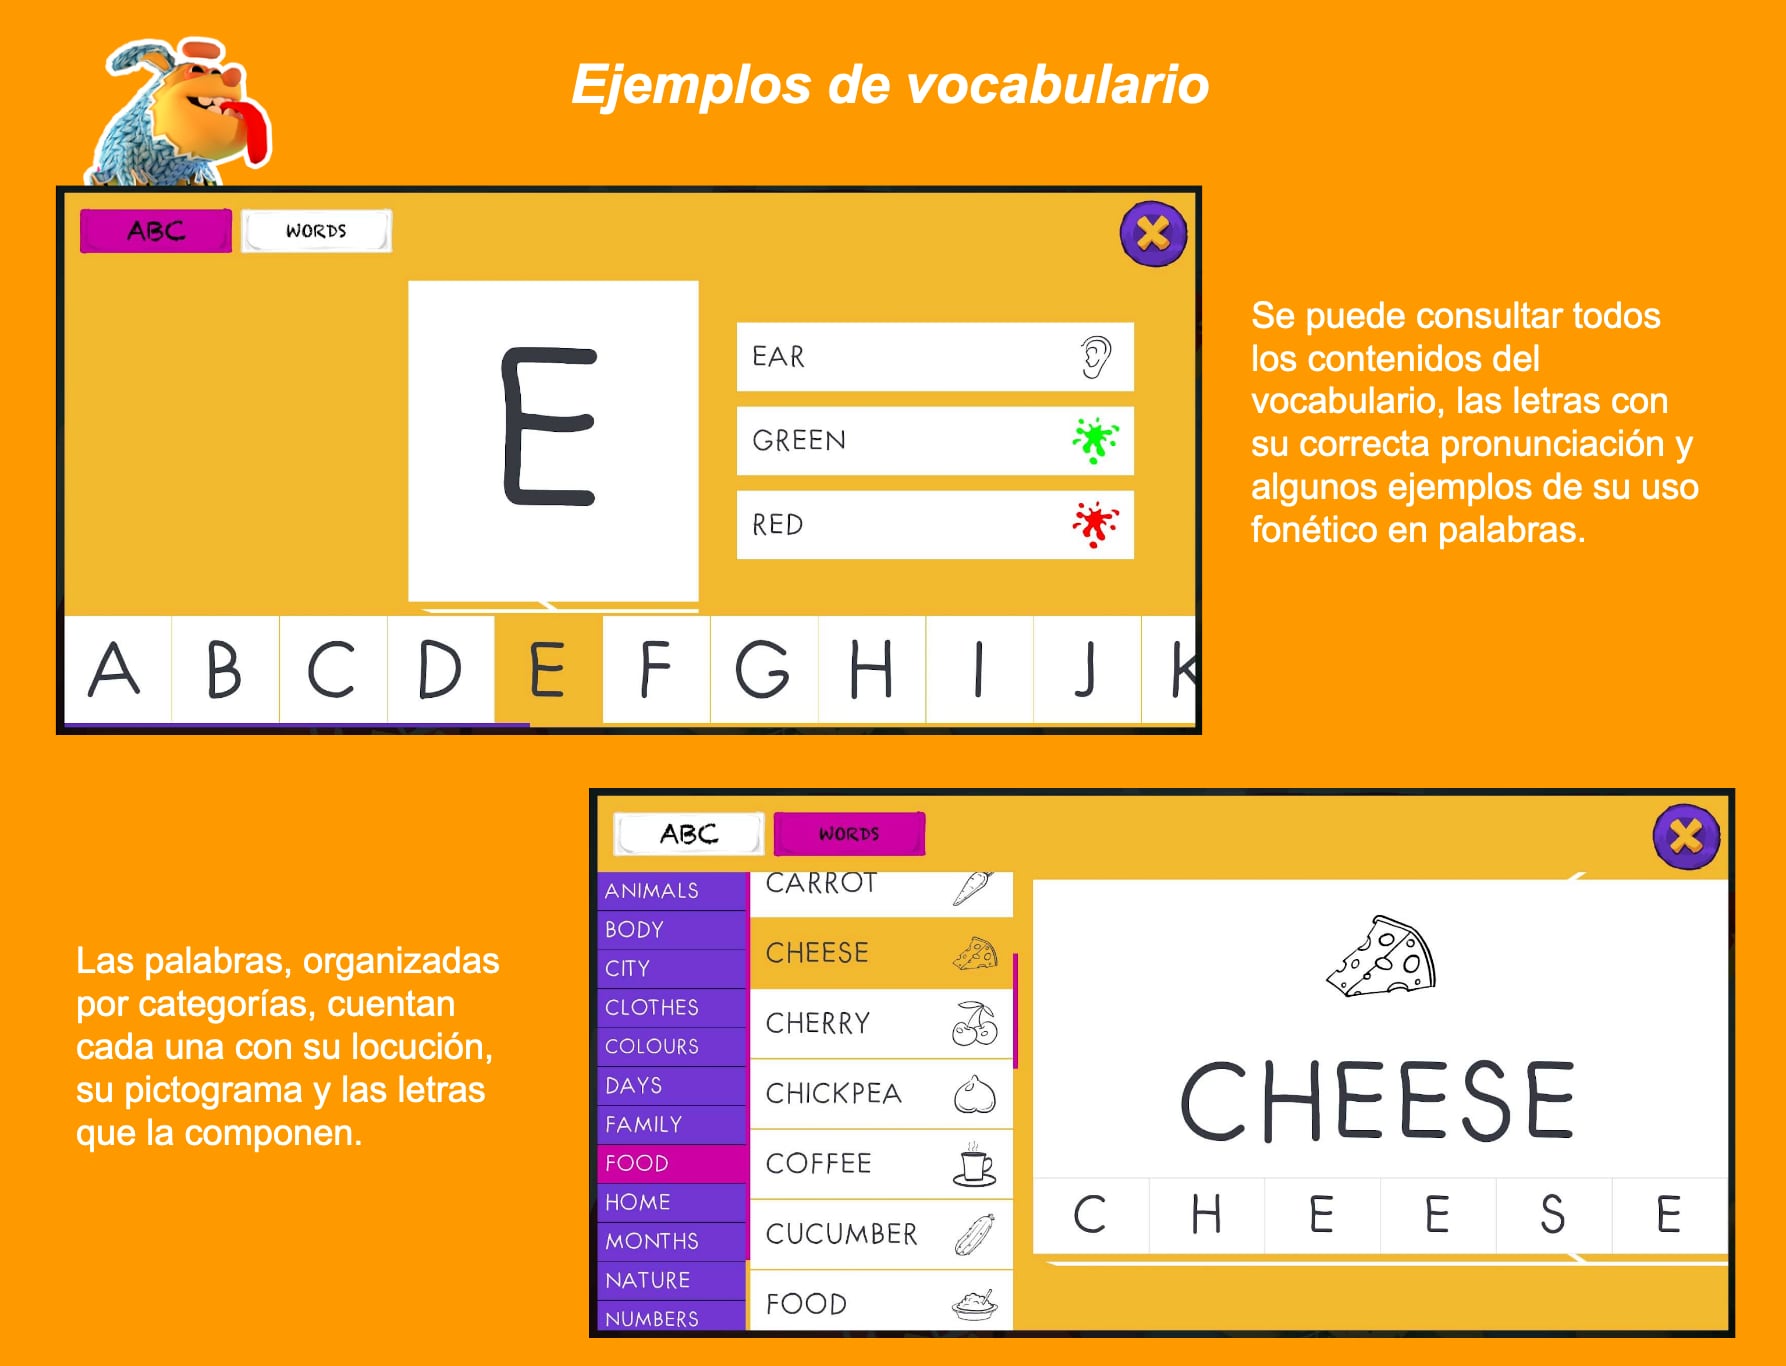 Ejemplos de vocabulario
ABC
WORDS
E
EAR
GREEN
RED
A B C D E F G H I J K
Se puede consultar todos
los contenidos del
vocabulario, las letras con
su correcta pronunciación y
algunos ejemplos de su uso
fonético en palabras.
Las palabras, organizadas
por categorías, cuentan
cada una con su locución,
su pictograma y las letras
que la componen.
ABC
WORDS
ANIMALS
BODY
CITY
CLOTHES
COLOURS
DAYS
FAMILY
FOOD
HOME
MONTHS
NATURE
NUMBERS
CARROT
CHEESE
CHERRY
CHICKPEA
COFFEE
CUCUMBER
FOOD
CHEESE
C H E E S E